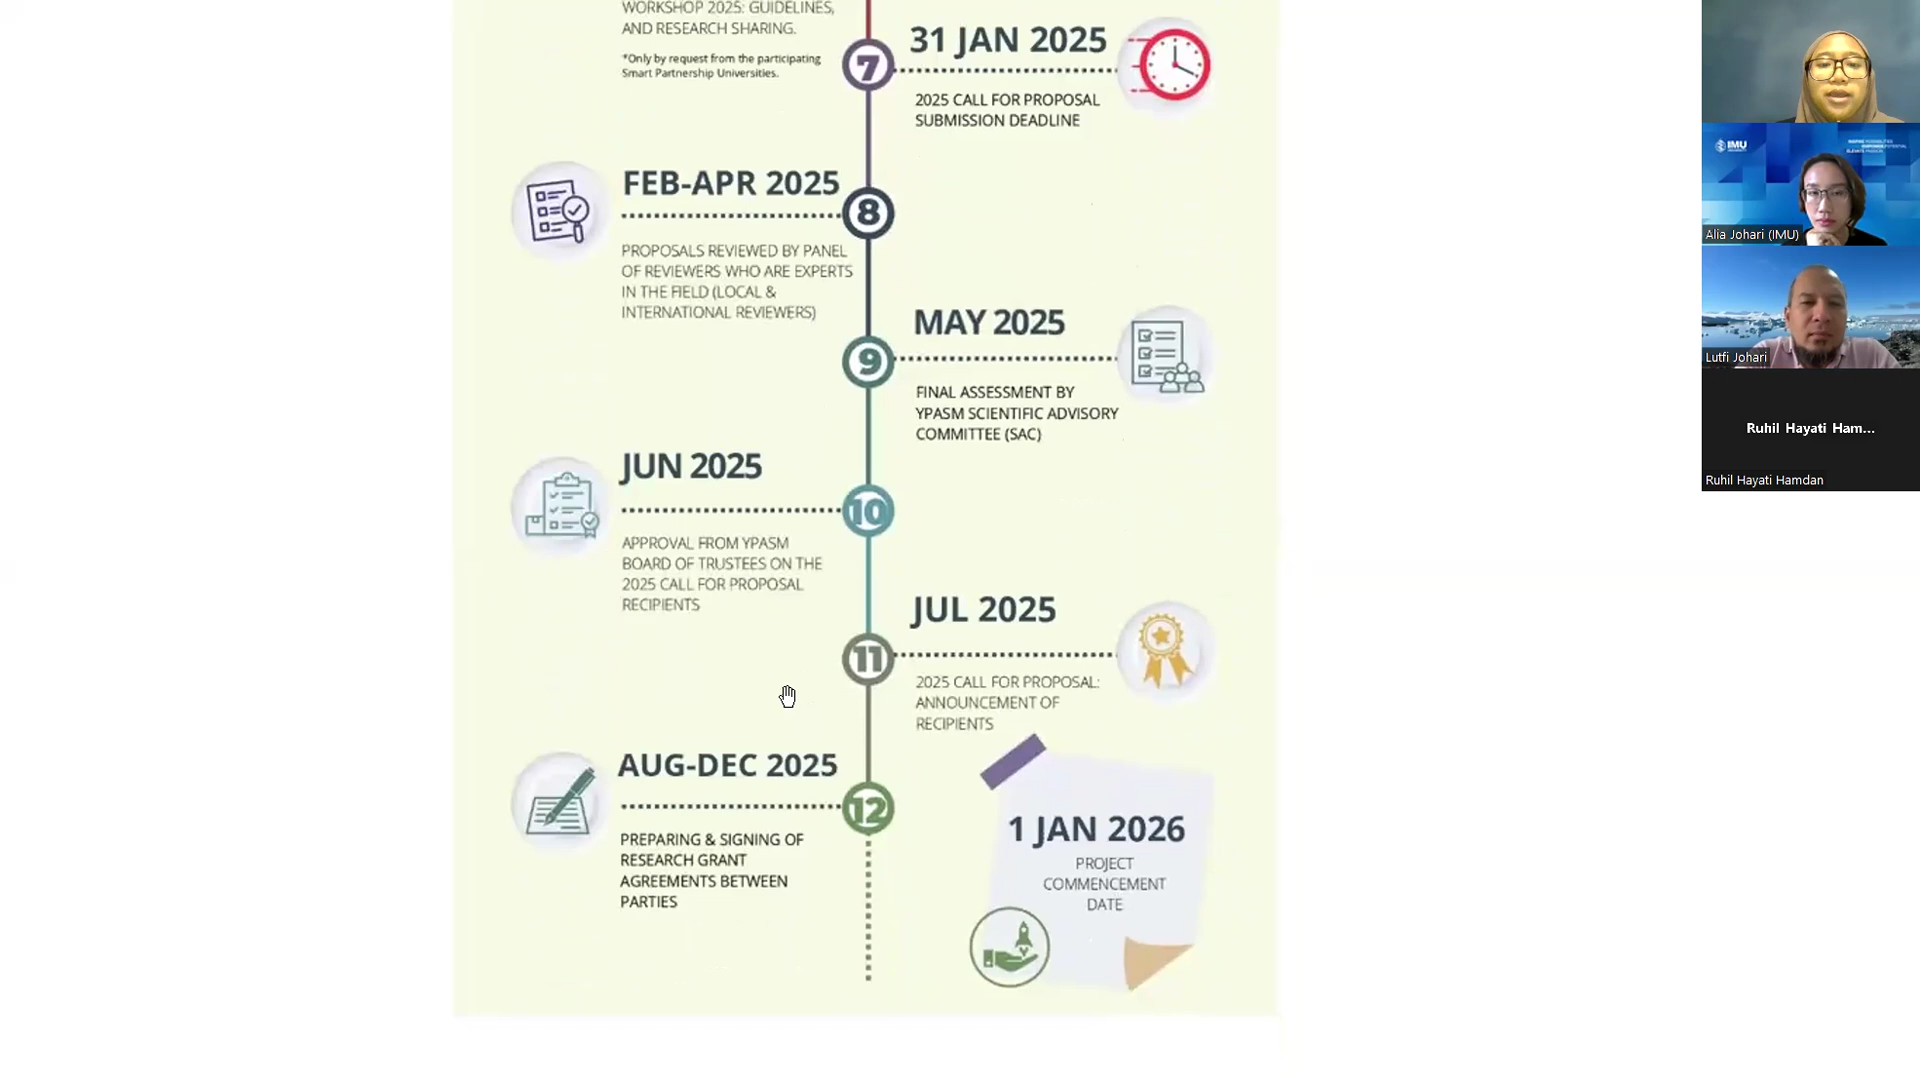 WORKSHOP 2025: GUIDELINES,
AND RESEARCH SHARING.
*Only by request from the participating
Smart Partnership Universities.
7
31 JAN 2025
2025 CALL FOR PROPOSAL
SUBMISSION DEADLINE
FEB-APR 2025
8
PROPOSALS REVIEWED BY PANEL
OF REVIEWERS WHO ARE EXPERTS
IN THE FIELD (LOCAL &
INTERNATIONAL REVIEWERS)
MAY 2025
9
FINAL ASSESSMENT BY
YPASM SCIENTIFIC ADVISORY
COMMITTEE (SAC)
JUN 2025
10
APPROVAL FROM YPASM
BOARD OF TRUSTEES ON THE
2025 CALL FOR PROPOSAL
RECIPIENTS
JUL 2025
11
2025 CALL FOR PROPOSAL:
ANNOUNCEMENT OF
RECIPIENTS
AUG-DEC 2025
12
PREPARING & SIGNING OF
RESEARCH GRANT
AGREEMENTS BETWEEN
PARTIES
1 JAN 2026
PROJECT
COMMENCEMENT
DATE
IMU
Alia Johari (IMU)
Lutfi Johari
Ruhil Hayati Ham...
Ruhil Hayati Hamdan